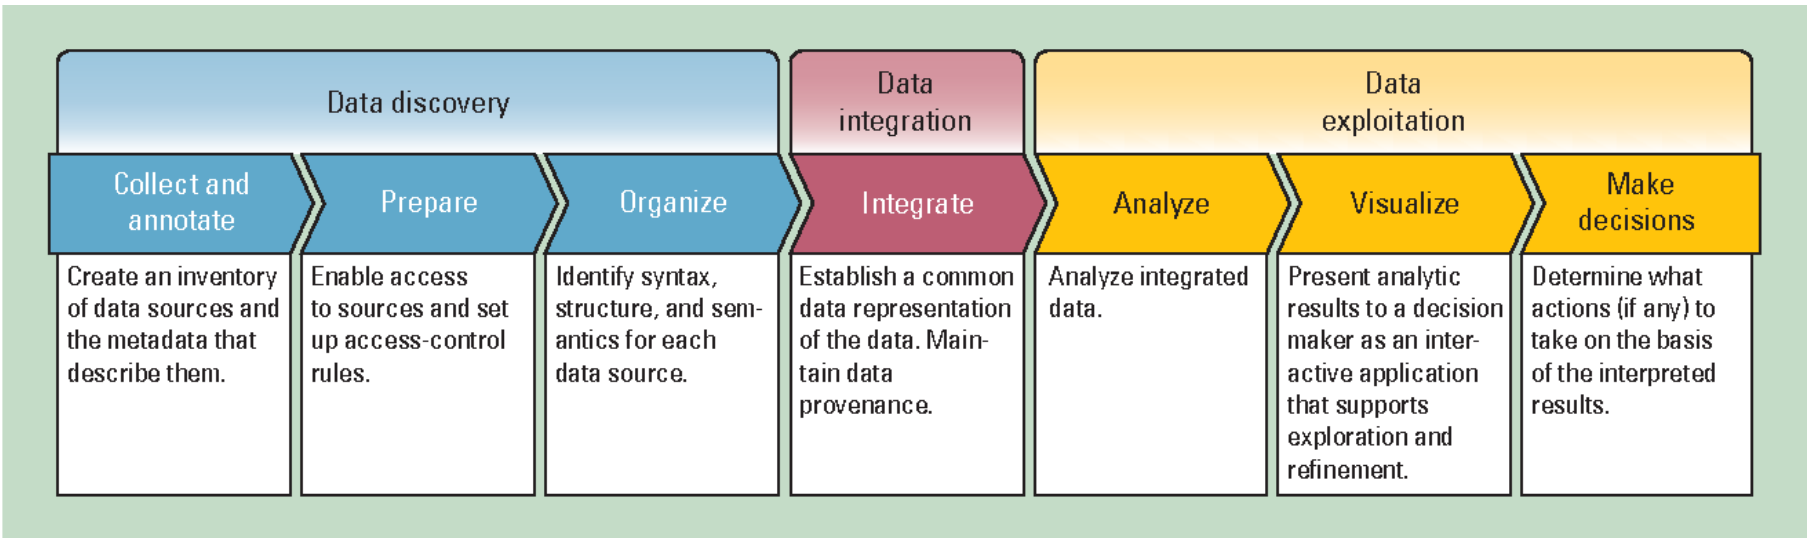 Data discovery
Data
integration
Data
exploitation
Collect and
annotate
Prepare
Organize
Integrate
Analyze
Visualize
Make
decisions
Create an inventory
of data sources and
the metadata that
describe them.
Enable access
to sources and set
up access-control
rules.
Identify syntax,
structure, and sem-
antics for each
data source.
Establish a common
data representation
of the data. Main-
tain data
provenance.
Analyze integrated
data.
Present analytic
results to a decision
maker as an inter-
active application
that supports
exploration and
refinement.
Determine what
actions (if any) to
take on the basis
of the interpreted
results.